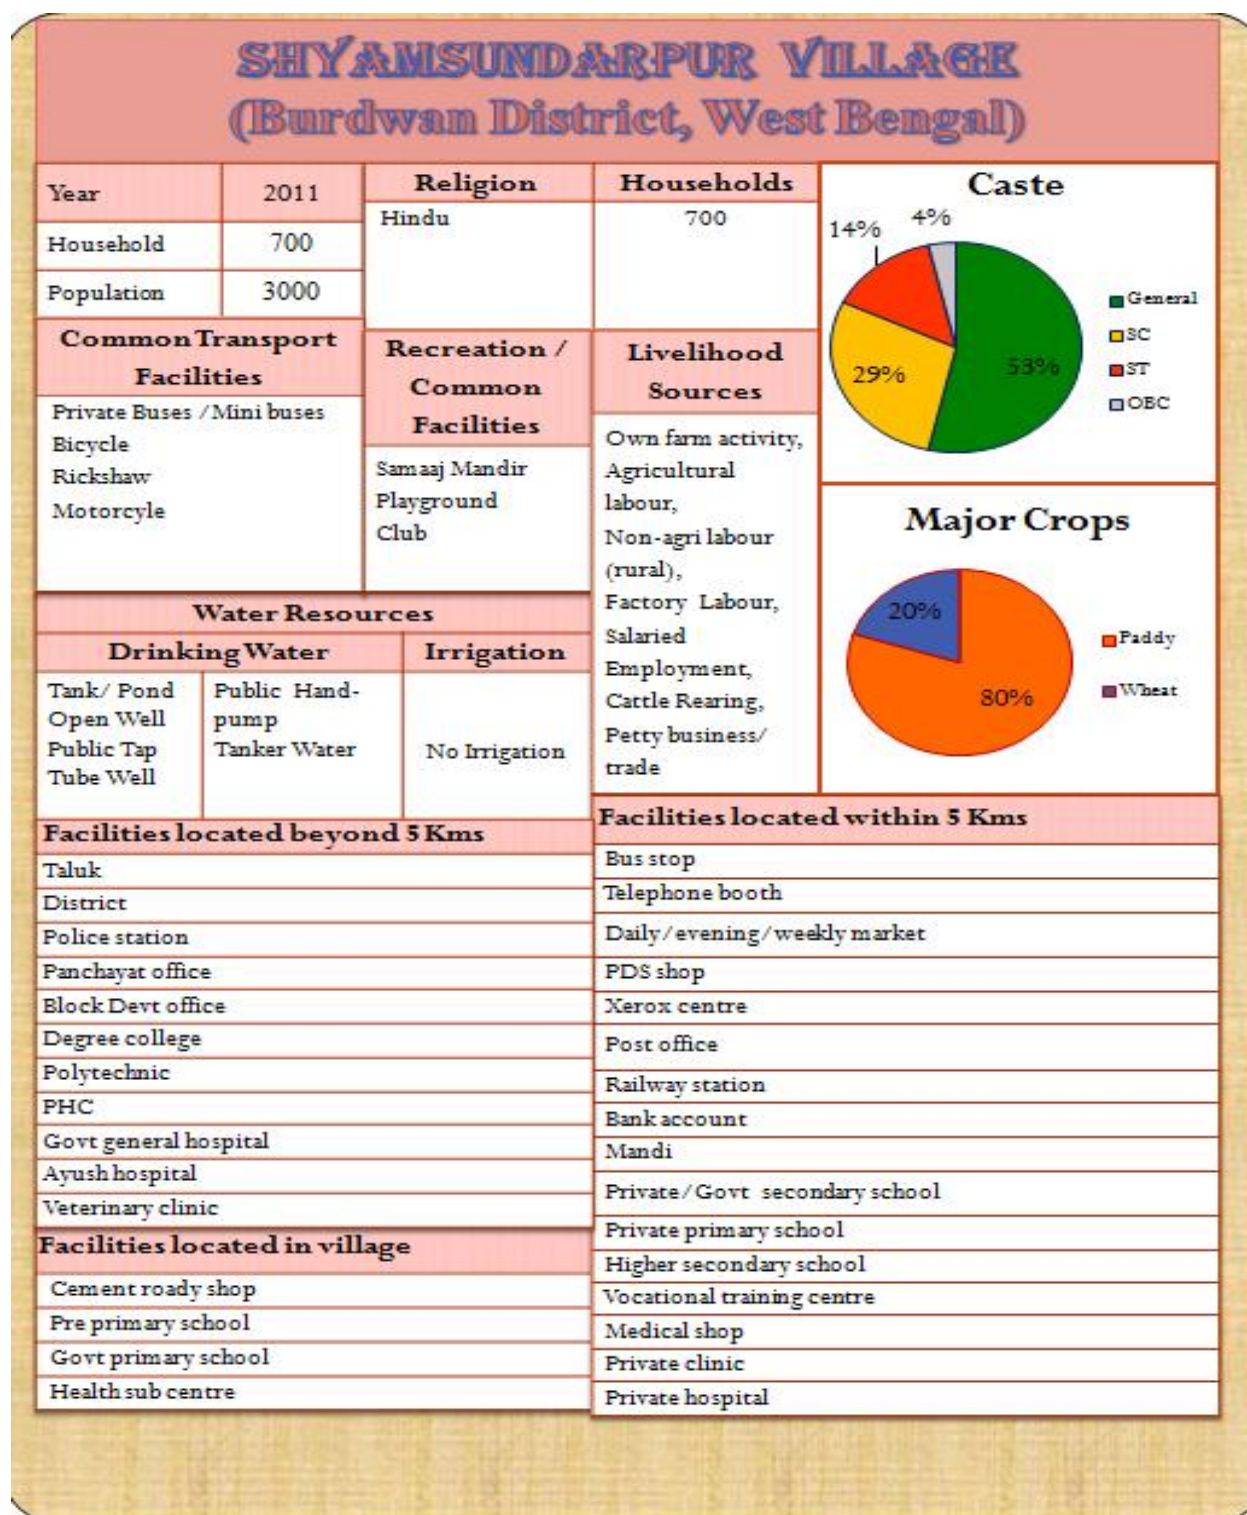 SHYAMSUNDARPUR VILLAGE
(Burdwan District, West Bengal)
Year 2011
Household 700
Population 3000
Religion
Hindu
Households
700
Caste
14%
4%
29%
53%
General
SC
ST
OBC
Common Transport
Facilities
Private Buses /Mini buses
Bicycle
Rickshaw
Motorcyle
Recreation /
Common
Facilities
Samaaj Mandir
Playground
Club
Livelihood
Sources
Own farm activity,
Agricultural
labour,
Non-agri labour
(rural),
Factory Labour,
Salaried
Employment,
Cattle Rearing,
Petty business/
trade
Major Crops
20%
80%
Paddy
Wheat
Water Resources
Drinking Water
Irrigation
Tank/ Pond
Open Well
Public Tap
Tube Well
Public Hand-
pump
Tanker Water
No Irrigation
Facilities located beyond 5 Kms
Taluk
District
Police station
Panchayat office
Block Devt office
Degree college
Polytechnic
PHC
Govt general hospital
Ayush hospital
Veterinary clinic
Facilities located in village
Cement roady shop
Pre primary school
Govt primary school
Health sub centre
Facilities located within 5 Kms
Bus stop
Telephone booth
Daily/evening/weekly market
PDS shop
Xerox centre
Post office
Railway station
Bank account
Mandi
Private/Govt secondary school
Private primary school
Higher secondary school
Vocational training centre
Medical shop
Private clinic
Private hospital